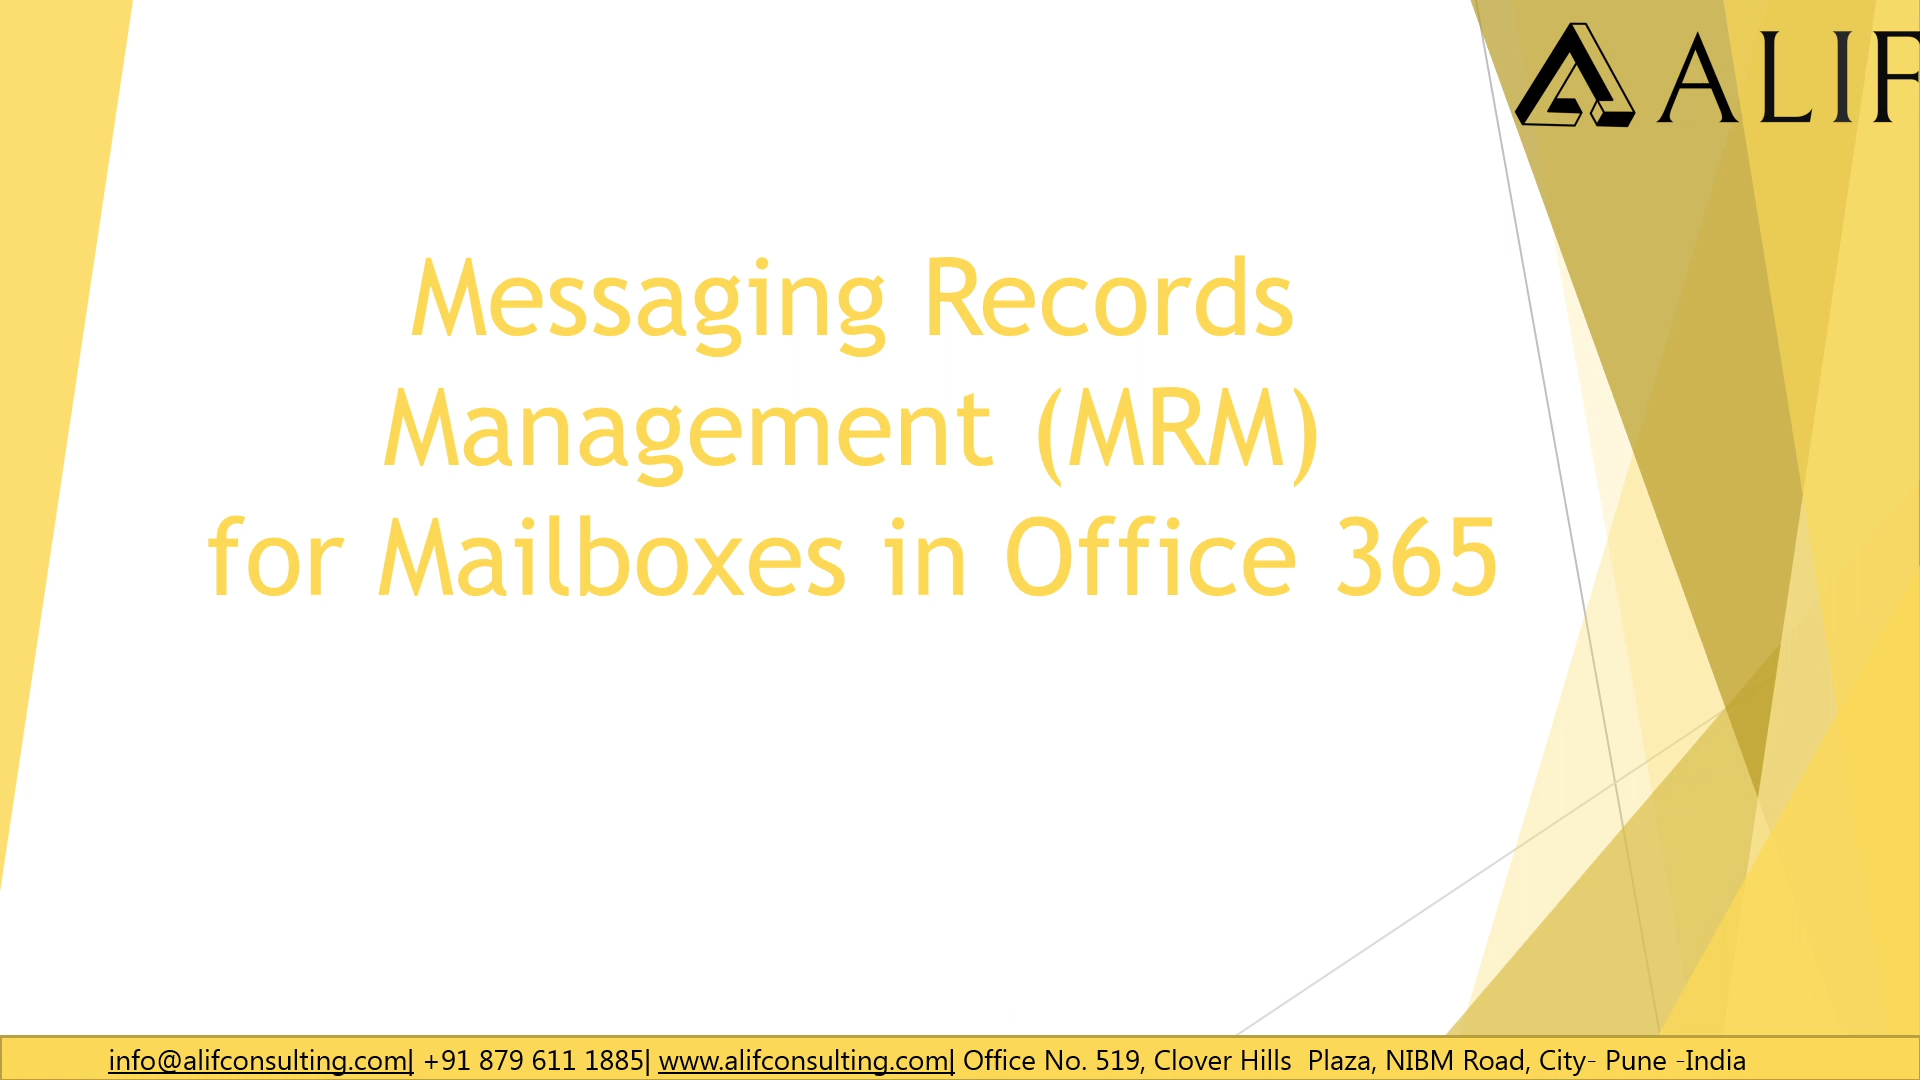 ALIF
Messaging Records
Management (MRM)
for Mailboxes in Office 365
info@alifconsulting.com| +91 879 611 1885| www.alifconsulting.com| Office No. 519, Clover Hills  Plaza, NIBM Road, City- Pune -India